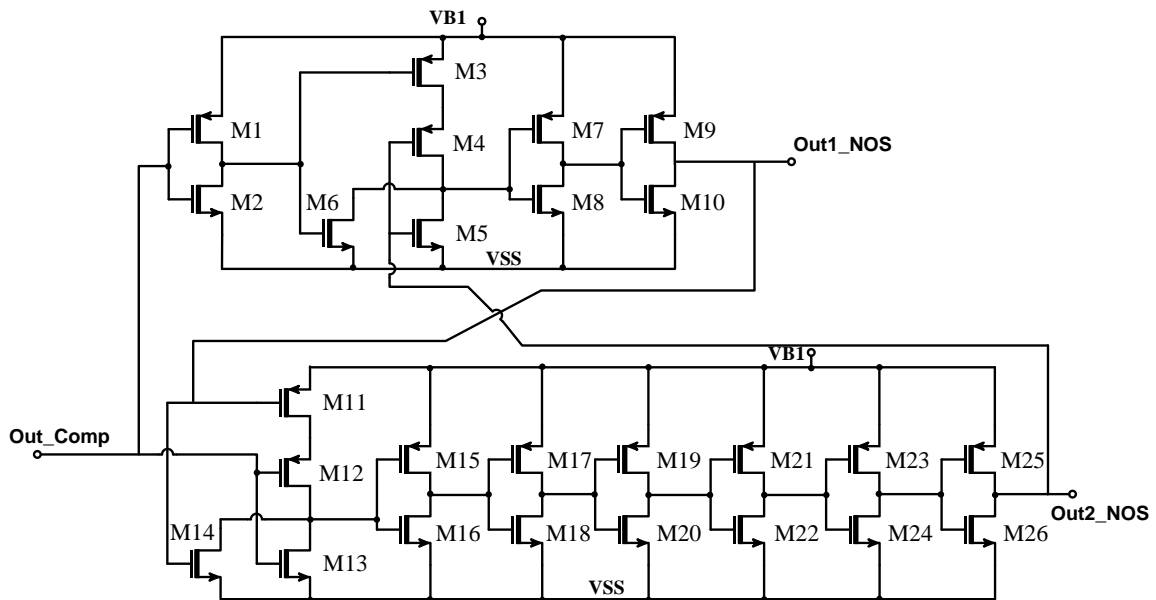 VB1
M3
M1
M4
M7
M9
Out1_NOS
M2
M6
M5
M8
M10
VSS
VB1
M11
Out_Comp
M12
M15
M17
M19
M21
M23
M25
Out2_NOS
M14
M13
M16
M18
M20
M22
M24
M26
VSS